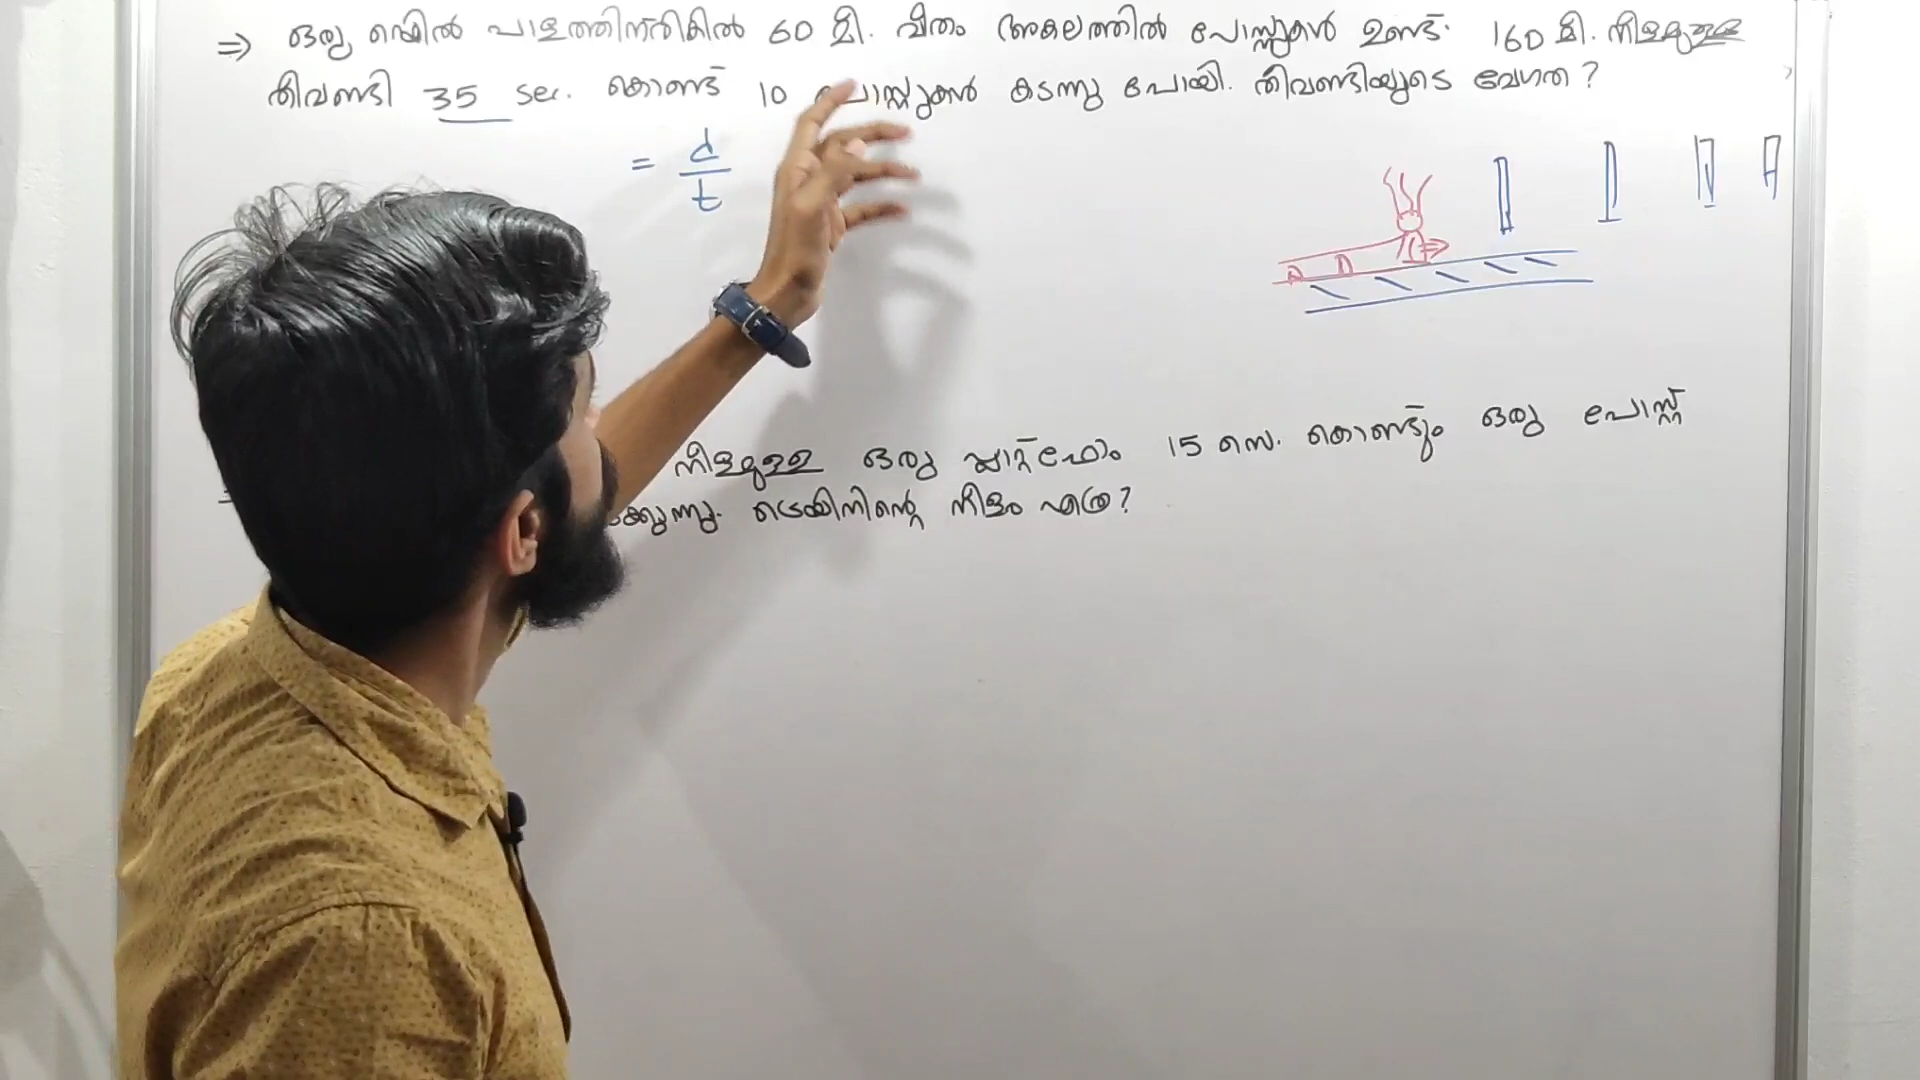 ⇒ ഒരു റെയിൽ പാളത്തിനരികിൽ 60 മീ. വീതം അകലത്തിൽ പോസ്റ്റുകൾ ഉണ്ട്. 160 മീ. നീളമുള്ള
തീവണ്ടി 35 sec. കൊണ്ട് 10 പോസ്റ്റുകൾ കടന്നു പോയി. തീവണ്ടിയുടെ വേഗത ?
= d
t
നീളമുള്ള ഒരു പ്ലാറ്റ്ഫോം 15 സെ. കൊണ്ടും ഒരു പോസ്റ്റ്
ട്രെയിനിന്റെ നീളം എത്ര ?